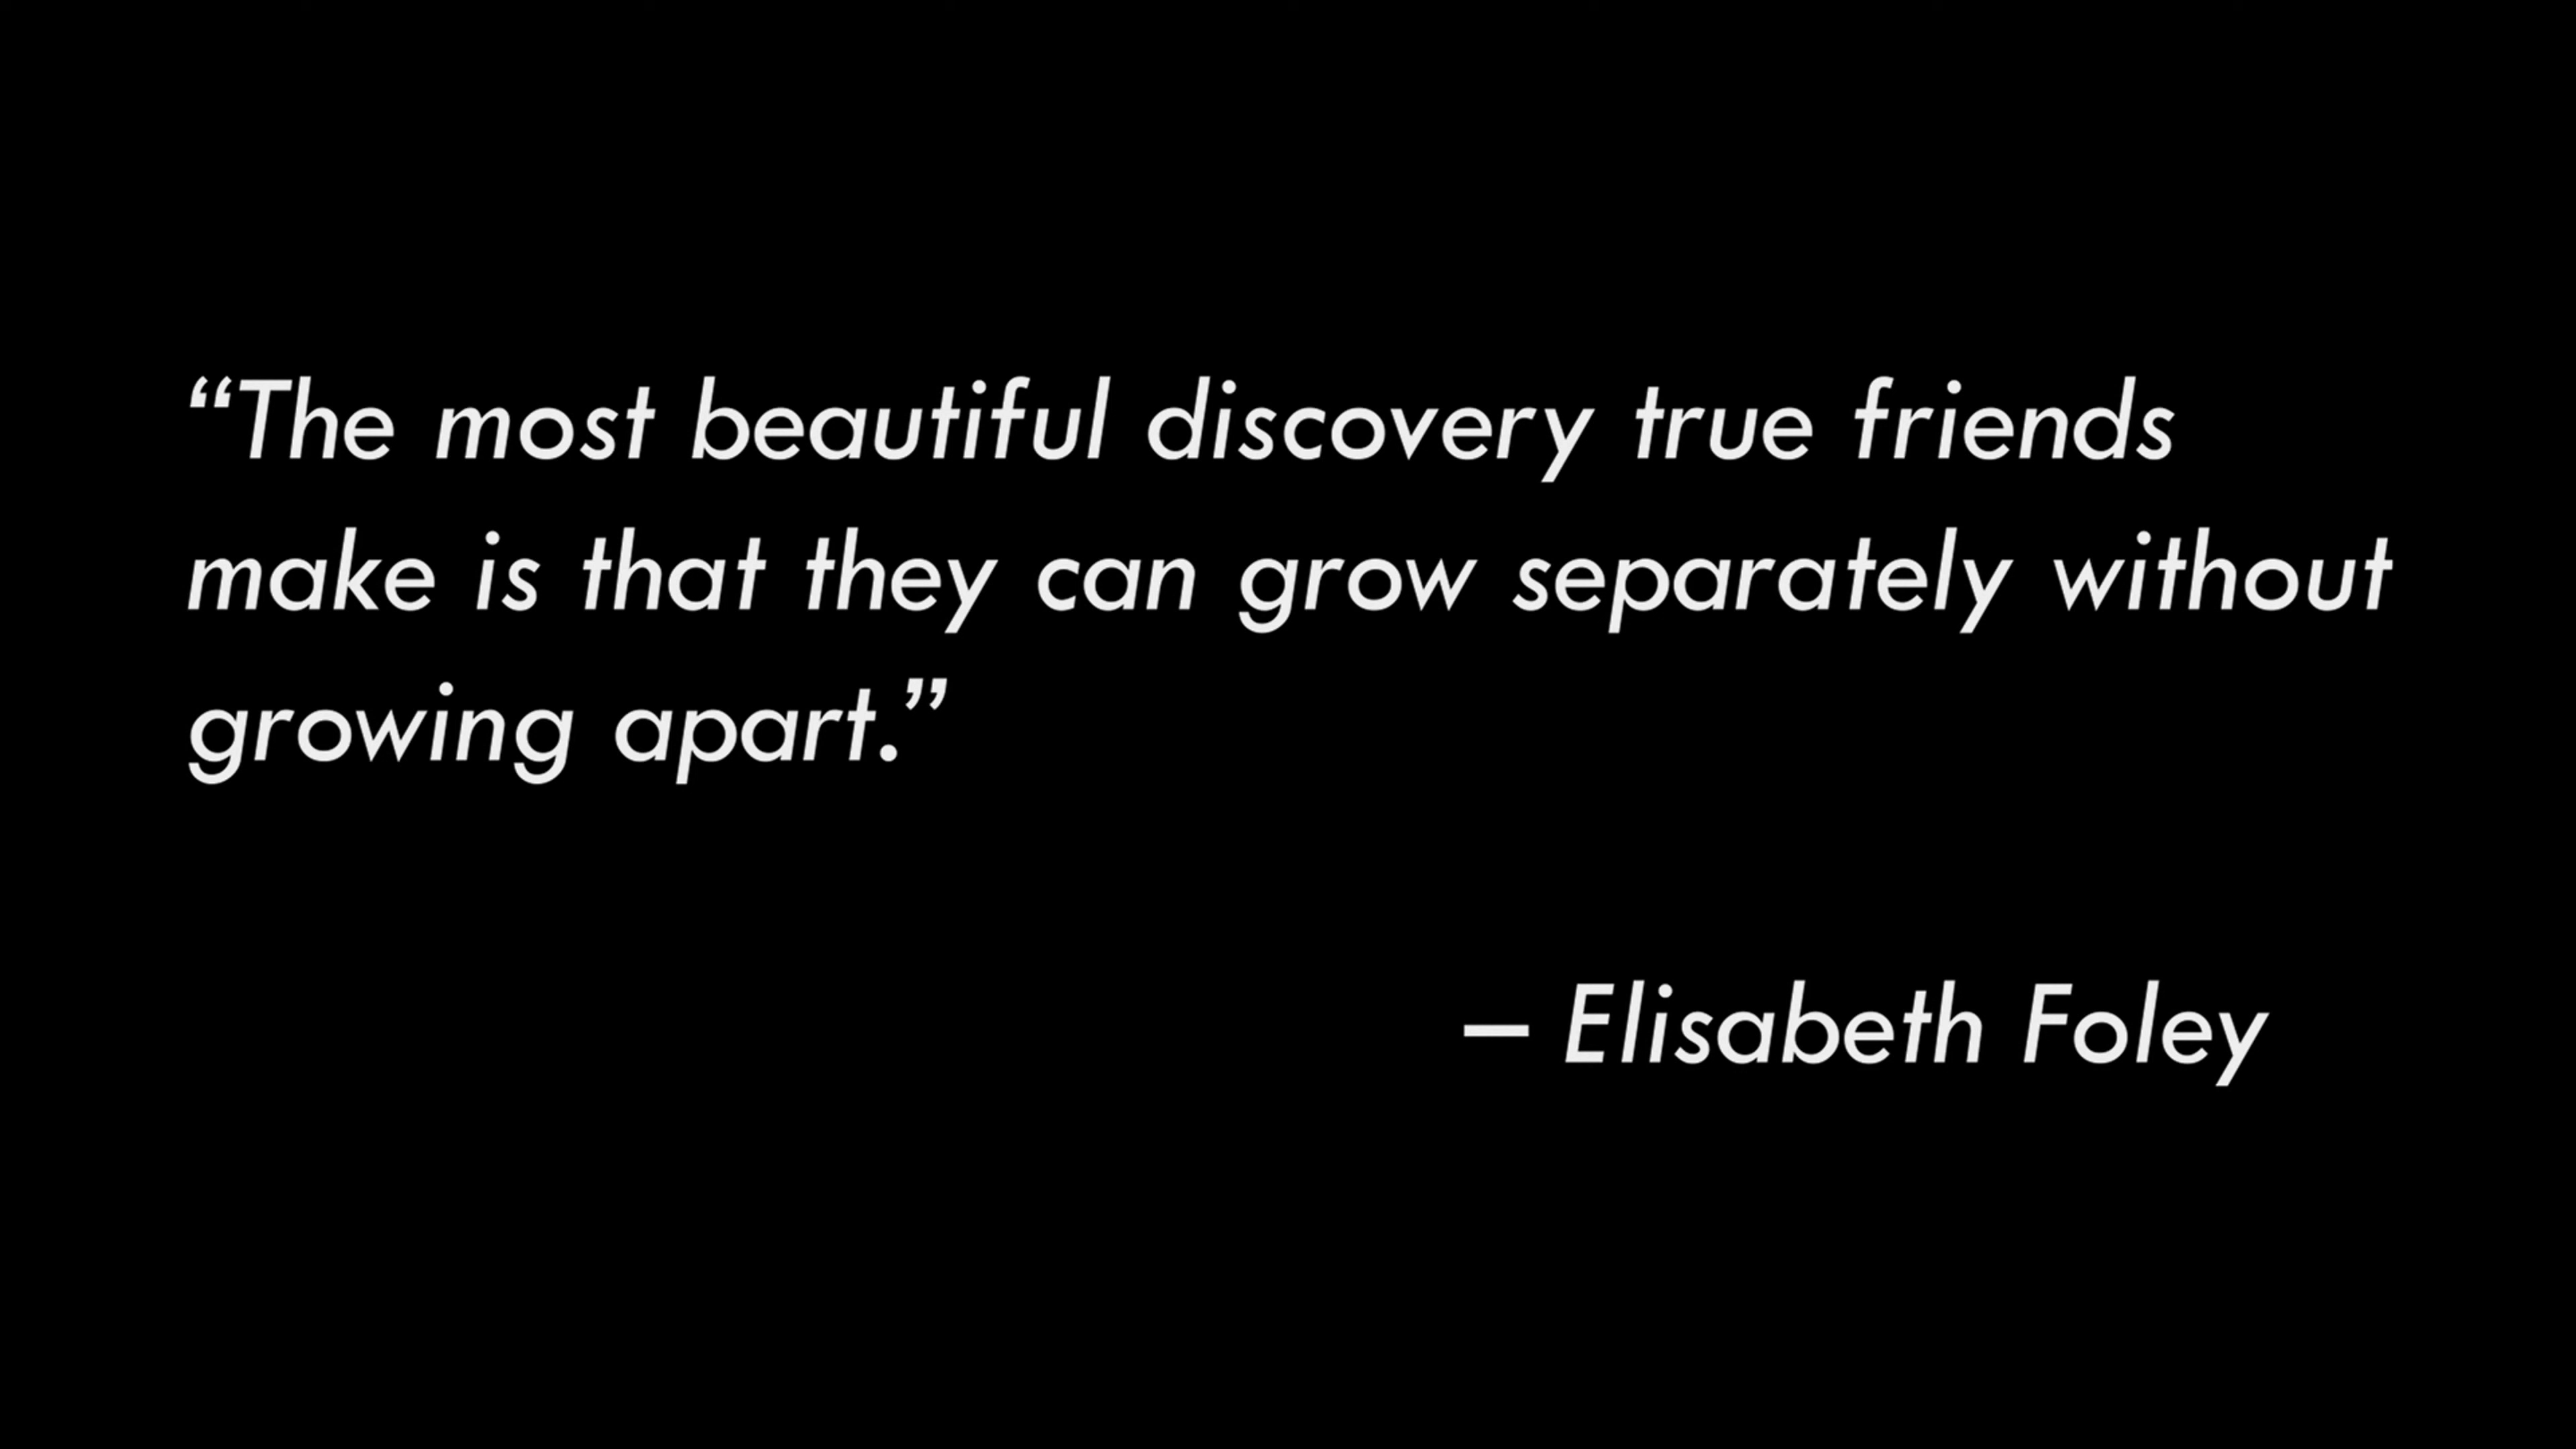 “The most beautiful discovery true friends
make is that they can grow separately without
growing apart.”
– Elisabeth Foley